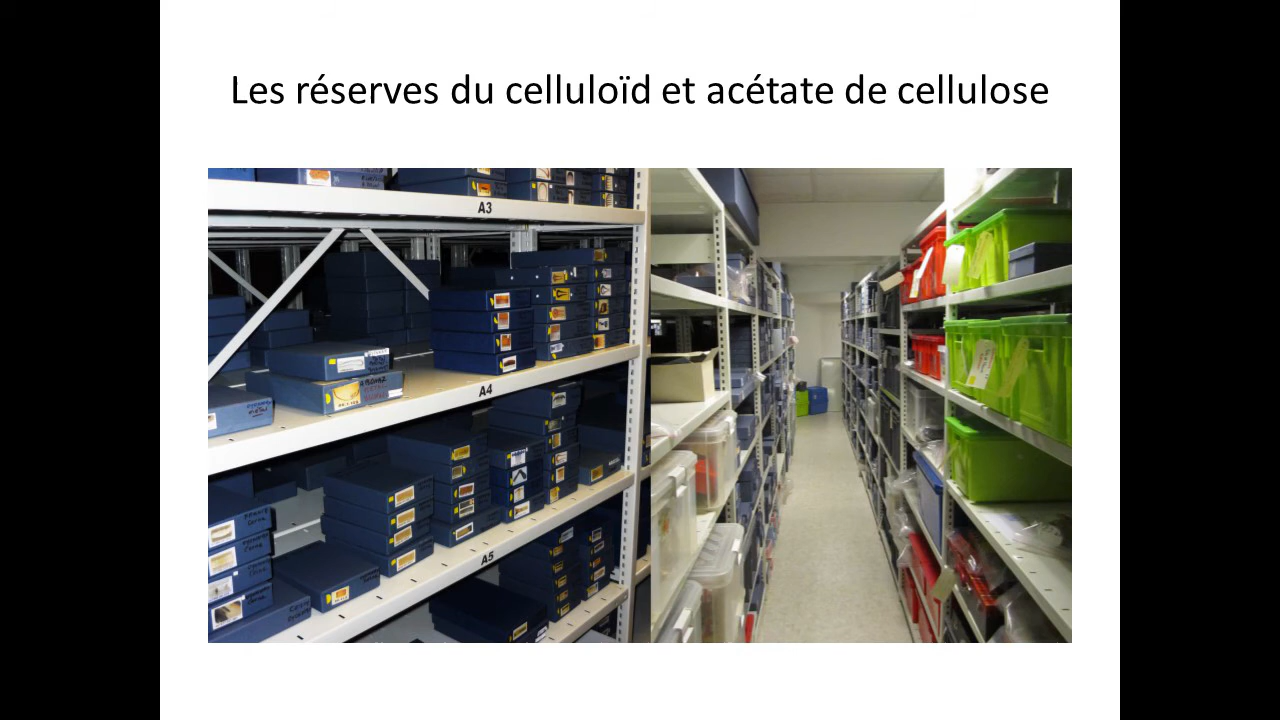 Les réserves du celluloïd et acétate de cellulose
A3
A4
A5